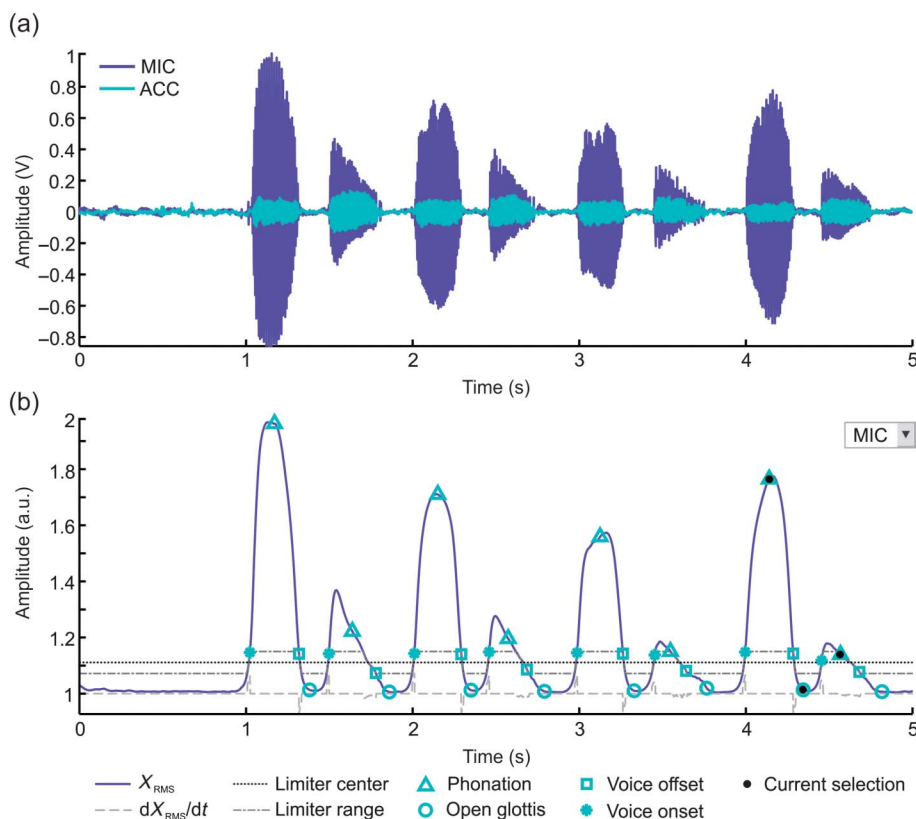 (a)
1
0.8
0.6
0.4
0.2
0
−0.2
−0.4
−0.6
−0.8
Amplitude (V)
MIC
ACC
0 1 2 3 4 5
Time (s)
(b)
2
1.8
1.6
1.4
1.2
1
Amplitude (a.u.)
MIC
0 1 2 3 4 5
Time (s)
XRMS Limiter center Phonation Voice offset Current selection
dXRMS/dt Limiter range Open glottis Voice onset